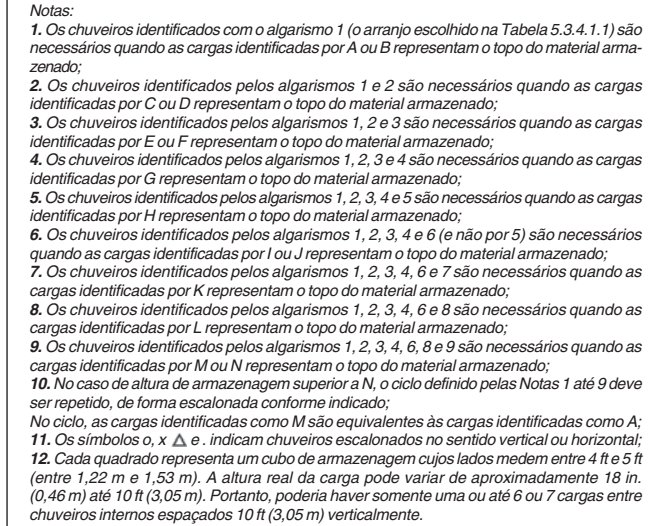 Notas:
1. Os chuveiros identificados com o algarismo 1 (o arranjo escolhido na Tabela 5.3.4.1.1) são
necessários quando as cargas identificadas por A ou B representam o topo do material arma-
zenado;
2. Os chuveiros identificados pelos algarismos 1 e 2 são necessários quando as cargas
identificadas por C ou D representam o topo do material armazenado;
3. Os chuveiros identificados pelos algarismos 1, 2 e 3 são necessários quando as cargas
identificadas por E ou F representam o topo do material armazenado;
4. Os chuveiros identificados pelos algarismos 1, 2, 3 e 4 são necessários quando as cargas
identificadas por G representam o topo do material armazenado;
5. Os chuveiros identificados pelos algarismos 1, 2, 3, 4 e 5 são necessários quando as cargas
identificadas por H representam o topo do material armazenado;
6. Os chuveiros identificados pelos algarismos 1, 2, 3, 4 e 6 (e não por 5) são necessários
quando as cargas identificadas por I ou J representam o topo do material armazenado;
7. Os chuveiros identificados pelos algarismos 1, 2, 3, 4, 6 e 7 são necessários quando as
cargas identificadas por K representam o topo do material armazenado;
8. Os chuveiros identificados pelos algarismos 1, 2, 3, 4, 6 e 8 são necessários quando as
cargas identificadas por L representam o topo do material armazenado;
9. Os chuveiros identificados pelos algarismos 1, 2, 3, 4, 6, 8 e 9 são necessários quando as
cargas identificadas por M ou N representam o topo do material armazenado;
10. No caso de altura de armazenagem superior a N, o ciclo definido pelas Notas 1 até 9 deve
ser repetido, de forma escalonada conforme indicado;
No ciclo, as cargas identificadas como M são equivalentes às cargas identificadas como A;
11. Os símbolos o, x △ e . indicam chuveiros escalonados no sentido vertical ou horizontal;
12. Cada quadrado representa um cubo de armazenagem cujos lados medem entre 4 ft e 5 ft
(entre 1,22 m e 1,53 m). A altura real da carga pode variar de aproximadamente 18 in.
(0,46 m) até 10 ft (3,05 m). Portanto, poderia haver somente uma ou até 6 ou 7 cargas entre
chuveiros internos espaçados 10 ft (3,05 m) verticalmente.